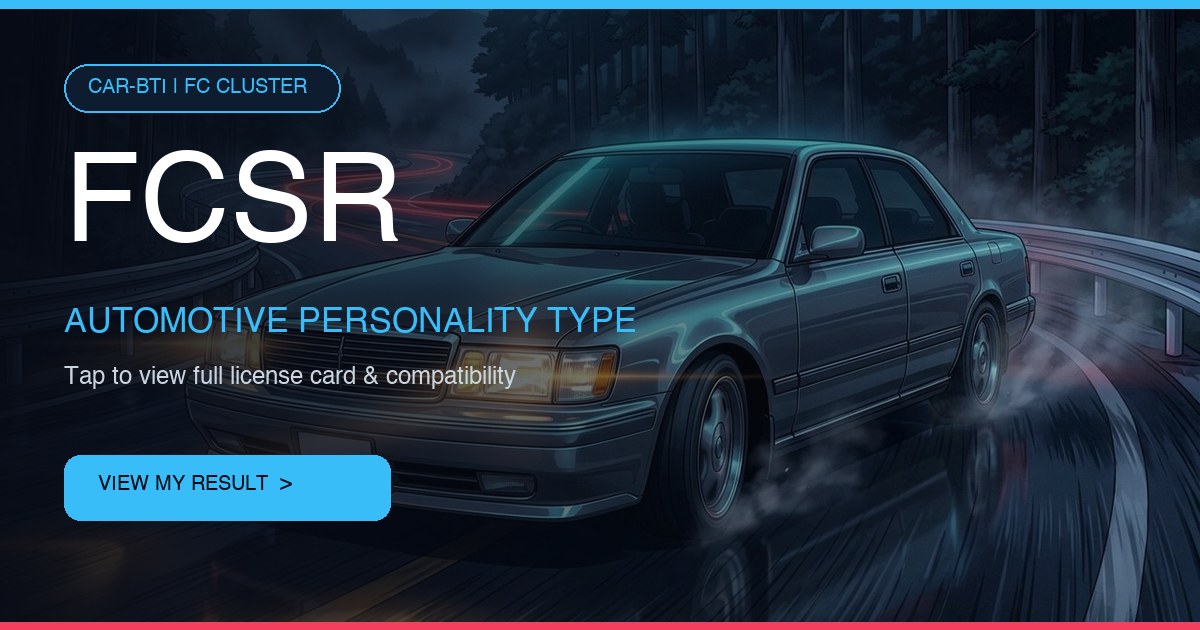 CAR-BTI | FC CLUSTER
FCSR
AUTOMOTIVE PERSONALITY TYPE
Tap to view full license card & compatibility
VIEW MY RESULT >